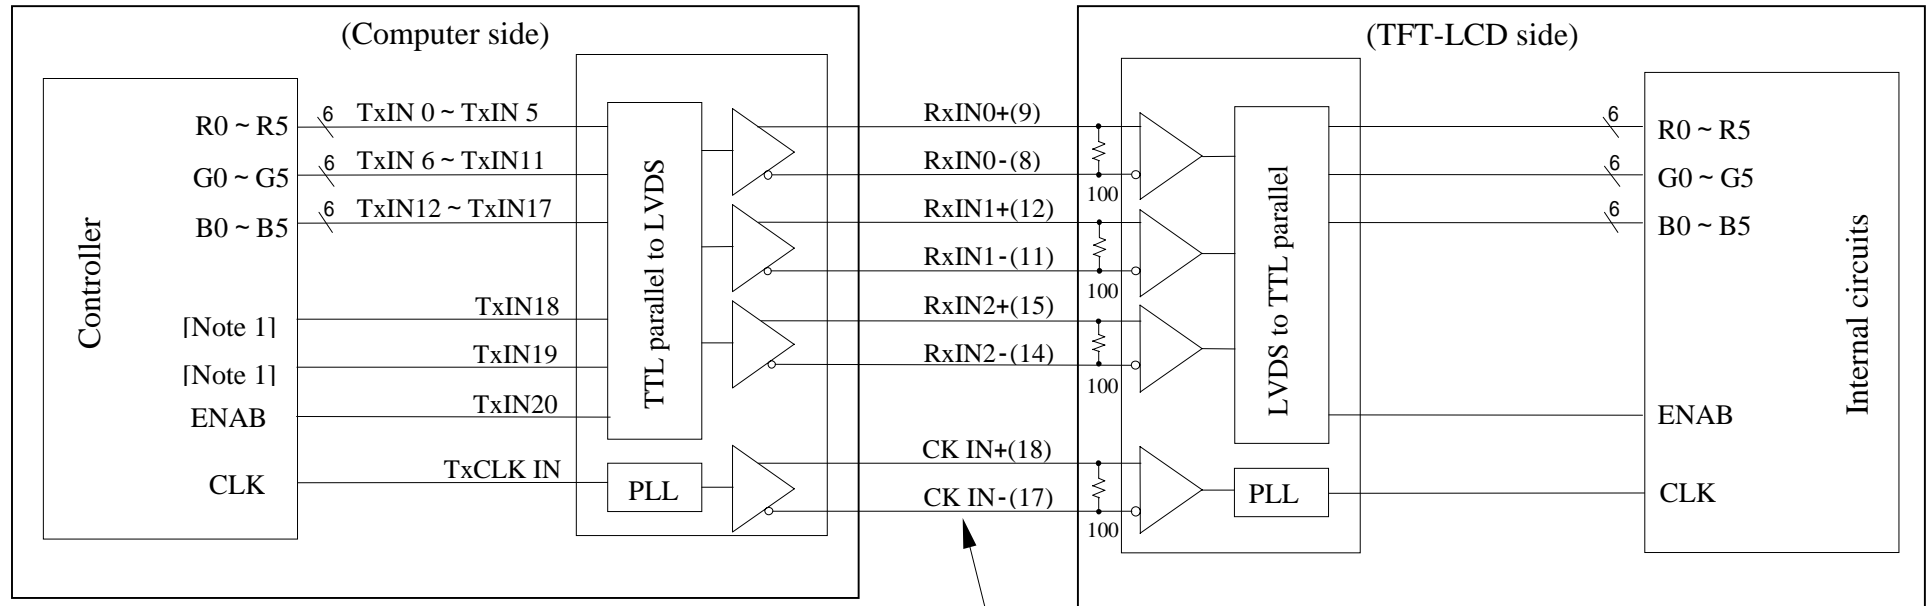 (Computer side)
(TFT-LCD side)
Controller
R0 ~ R5
6
TxIN 0 ~ TxIN 5
G0 ~ G5
6
TxIN 6 ~ TxIN11
B0 ~ B5
6
TxIN12 ~ TxIN17
[Note 1]
TxIN18
[Note 1]
TxIN19
ENAB
TxIN20
CLK
TxCLK IN
TTL parallel to LVDS
PLL
RxIN0+(9)
RxIN0-(8)
100
RxIN1+(12)
RxIN1-(11)
100
RxIN2+(15)
RxIN2-(14)
100
CK IN+(18)
CK IN-(17)
100
LVDS to TTL parallel
PLL
6
R0 ~ R5
6
G0 ~ G5
6
B0 ~ B5
ENAB
CLK
Internal circuits